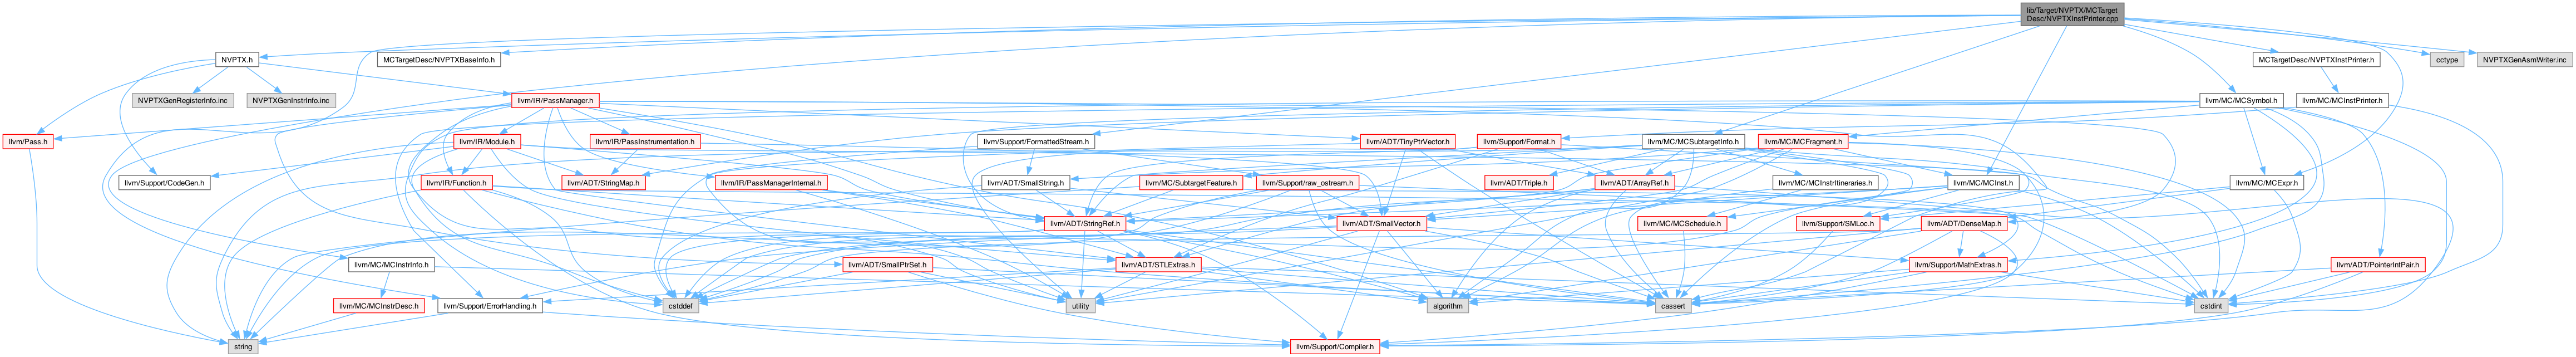 lib/Target/NVPTX/MCTarget
Desc/NVPTXInstPrinter.cpp
NVPTX.h
MCTargetDesc/NVPTXBaseInfo.h
MCTargetDesc/NVPTXInstPrinter.h
cctype
NVPTXGenAsmWriter.inc
NVPTXGenRegisterInfo.inc
NVPTXGenInstrInfo.inc
llvm/IR/PassManager.h
llvm/MC/MCSymbol.h
llvm/MC/MCInstPrinter.h
llvm/Pass.h
llvm/IR/Module.h
llvm/IR/PassInstrumentation.h
llvm/Support/FormattedStream.h
llvm/ADT/TinyPtrVector.h
llvm/Support/Format.h
llvm/MC/MCSubtargetInfo.h
llvm/MC/MCFragment.h
llvm/Support/CodeGen.h
llvm/IR/Function.h
llvm/ADT/StringMap.h
llvm/IR/PassManagerInternal.h
llvm/ADT/SmallString.h
llvm/MC/SubtargetFeature.h
llvm/Support/raw_ostream.h
llvm/ADT/Triple.h
llvm/ADT/ArrayRef.h
llvm/MC/MCInstrItineraries.h
llvm/MC/MCInst.h
llvm/MC/MCExpr.h
llvm/ADT/StringRef.h
llvm/ADT/SmallVector.h
llvm/MC/MCSchedule.h
llvm/Support/SMLoc.h
llvm/ADT/DenseMap.h
llvm/MC/MCInstrInfo.h
llvm/ADT/SmallPtrSet.h
llvm/ADT/STLExtras.h
llvm/Support/MathExtras.h
llvm/ADT/PointerIntPair.h
llvm/MC/MCInstrDesc.h
llvm/Support/ErrorHandling.h
cstddef
utility
algorithm
cassert
cstdint
string
llvm/Support/Compiler.h